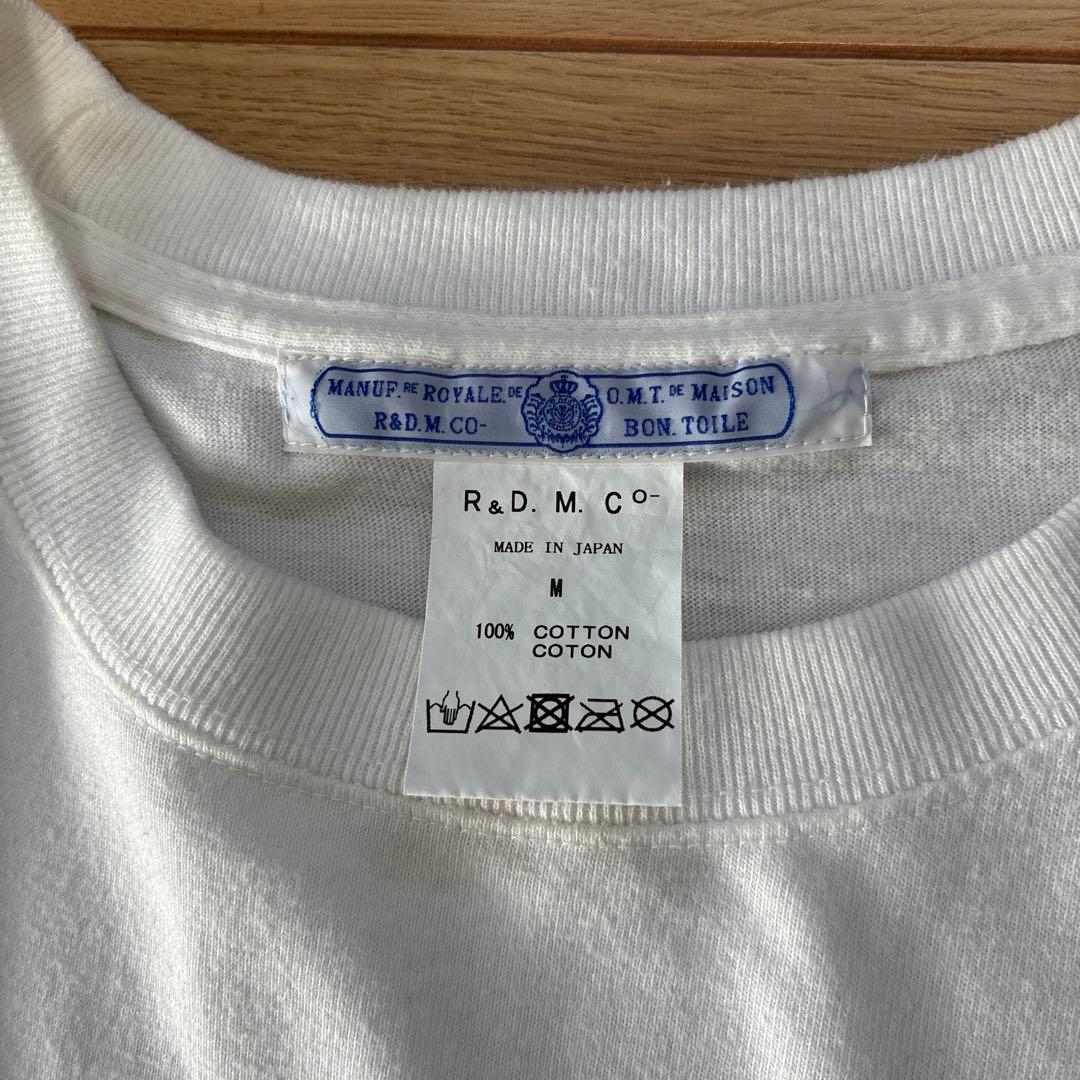 MANUF.RE ROYALE.DE O.M.T. DE MAISON
R&D.M.CO- BON. TOILE
R&D. M. CO-
MADE IN JAPAN
M
100% COTTON
COTON